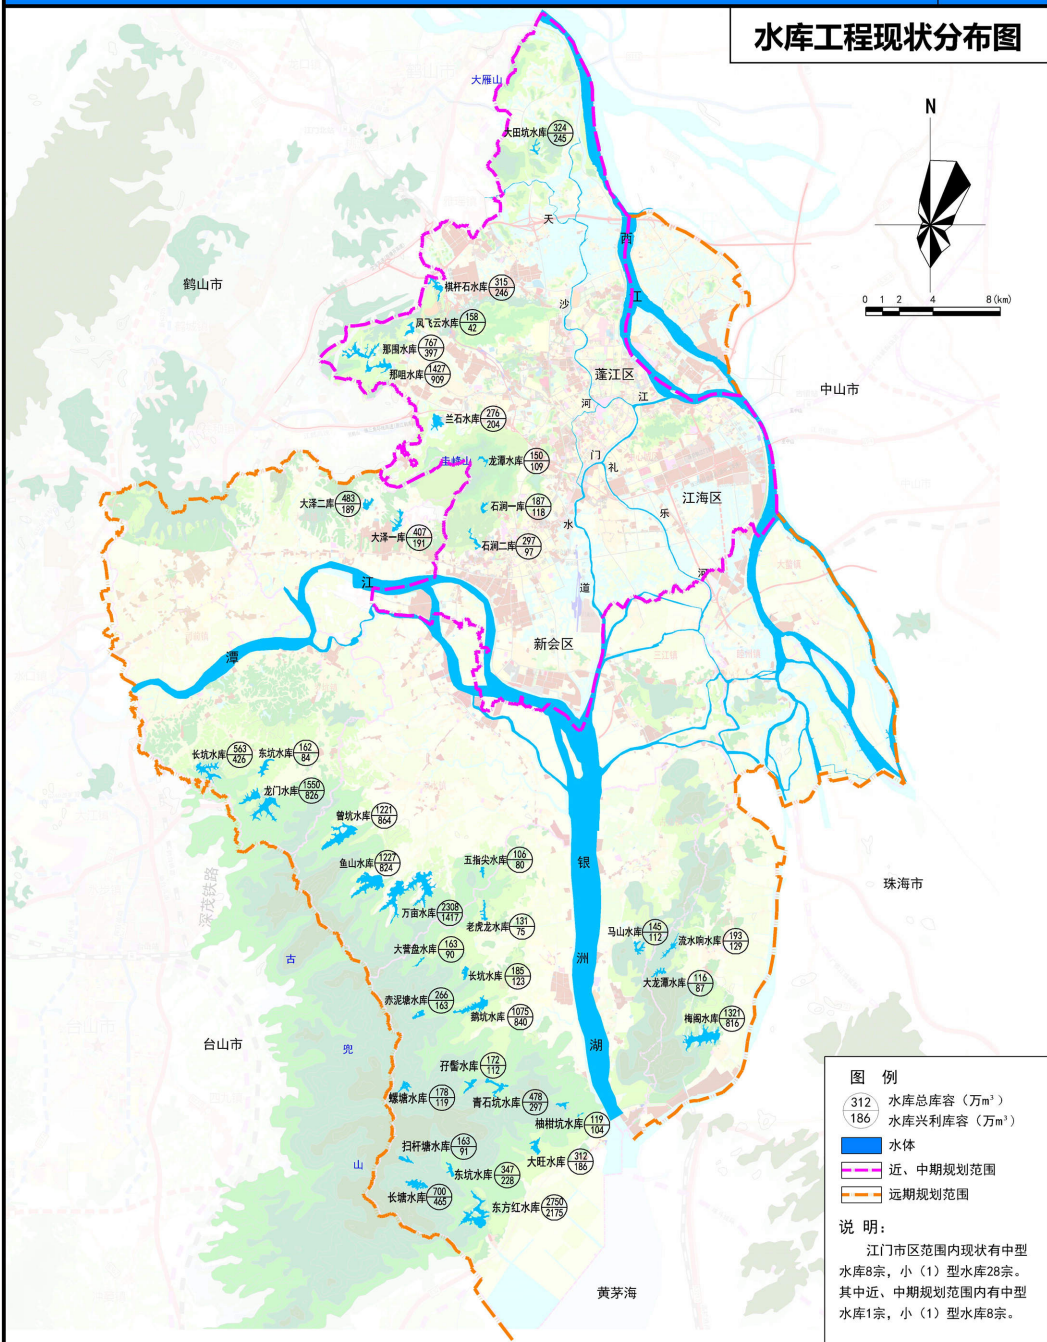 水库工程现状分布图
N
0 1 2 4 8(km)
大雁山
大田坑水库 324 245
天
西
鹤山市
棋杆石水库 315 246
江
沙
凤飞云水库 158 42
那围水库 767 397
那咀水库 1427 909
蓬江区
中山市
河
江
兰石水库 276 204
门
圭峰山
龙潭水库 150 109
礼
大泽二库 483 189
石涧一库 187 118
江海区
乐
大泽一库 407 191
水
石涧二库 297 97
河
江
道
新会区
潭
三江镇
长坑水库 563 426
东坑水库 162 84
龙门水库 1550 826
曾坑水库 1221 864
鱼山水库 1227 824
五指尖水库 106 80
银
珠海市
深茂铁路
万亩水库 2308 1417
老虎龙水库 131 75
马山水库 145 112
流水响水库 193 129
大营盘水库 163 90
古
洲
长坑水库 185 123
大龙潭水库 116 87
赤泥塘水库 266 163
鹅坑水库 1075 840
梅阁水库 1321 816
台山市
兜
湖
孖髻水库 172 112
螺塘水库 178 119
青石坑水库 478 297
柚柑坑水库 119 104
扫杆塘水库 163 91
山
大旺水库 312 186
东坑水库 347 228
长塘水库 700 465
东方红水库 2750 2175
黄茅海
图 例
312 水库总库容（万m³）
186 水库兴利库容（万m³）
水体
近、中期规划范围
远期规划范围
说 明：
江门市区范围内现状有中型
水库8宗，小（1）型水库28宗。
其中近、中期规划范围内有中型
水库1宗，小（1）型水库8宗。